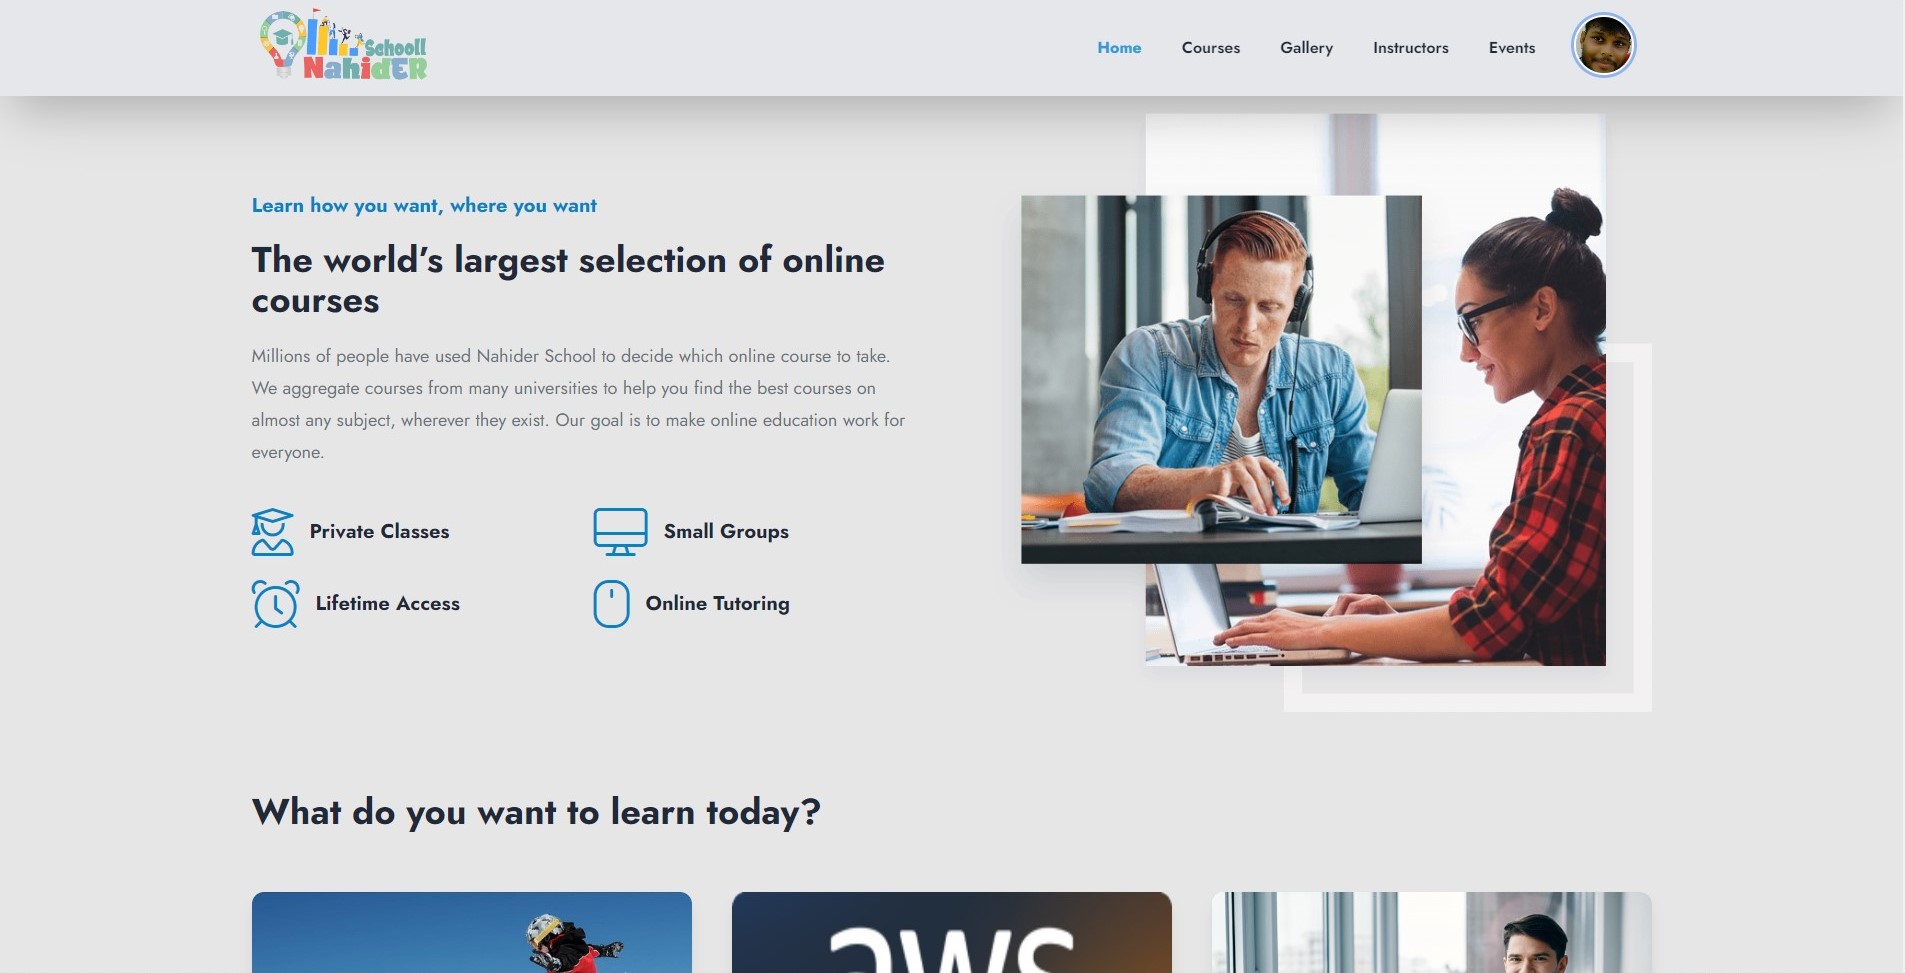 Schooll
NahidER
Home
Courses
Gallery
Instructors
Events
Learn how you want, where you want
The world's largest selection of online
courses
Millions of people have used Nahider School to decide which online course to take.
We aggregate courses from many universities to help you find the best courses on
almost any subject, wherever they exist. Our goal is to make online education work for
everyone.
Private Classes
Small Groups
Lifetime Access
Online Tutoring
What do you want to learn today?
aws